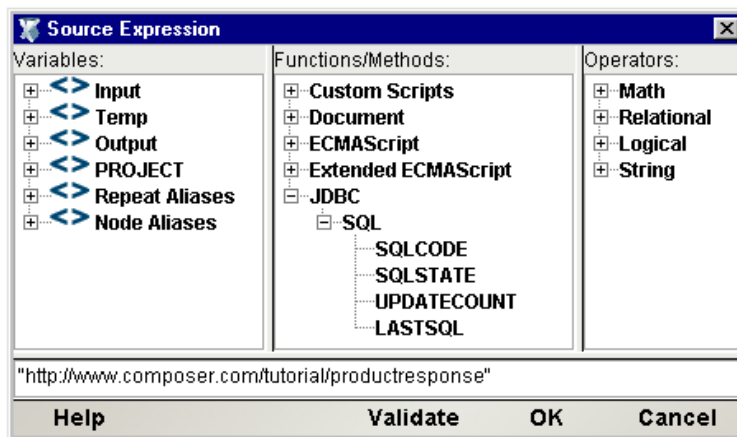 Source Expression
Variables:
Input
Temp
Output
PROJECT
Repeat Aliases
Node Aliases
Functions/Methods:
Custom Scripts
Document
ECMAScript
Extended ECMAScript
JDBC
SQL
SQLCODE
SQLSTATE
UPDATECOUNT
LASTSQL
Operators:
Math
Relational
Logical
String
"http://www.composer.com/tutorial/productresponse"
Help Validate OK Cancel